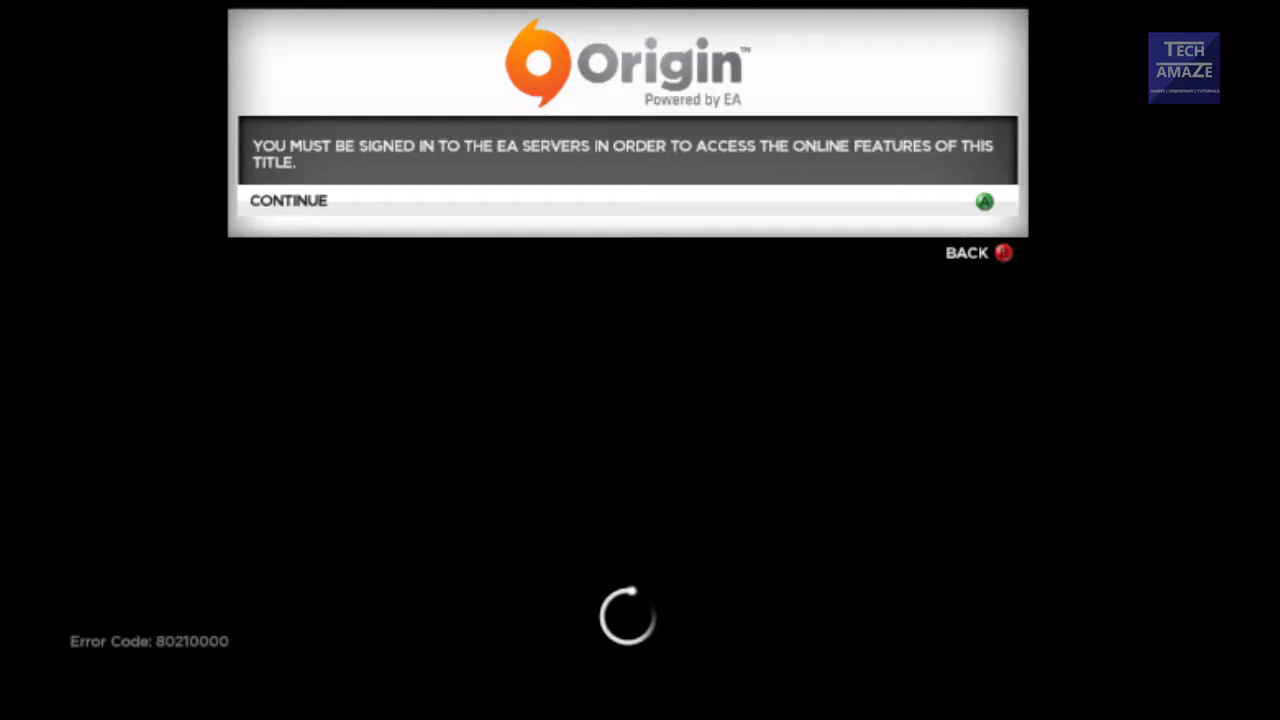 Origin™
Powered by EA
TECH
AMAZE
YOU MUST BE SIGNED IN TO THE EA SERVERS IN ORDER TO ACCESS THE ONLINE FEATURES OF THIS
TITLE.
CONTINUE
A
BACK B
Error Code: 80210000